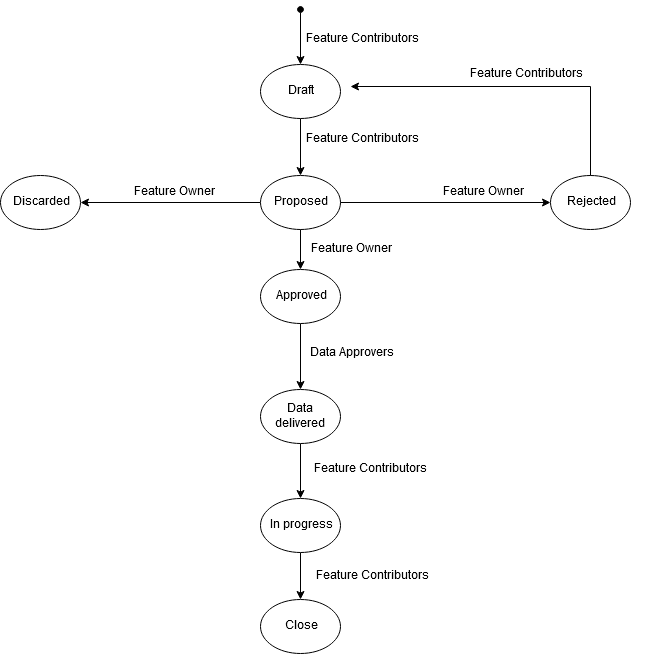 Feature Contributors
Feature Contributors
Draft
Feature Contributors
Feature Owner
Feature Owner
Discarded
Proposed
Rejected
Feature Owner
Approved
Data Approvers
Data
delivered
Feature Contributors
In progress
Feature Contributors
Close